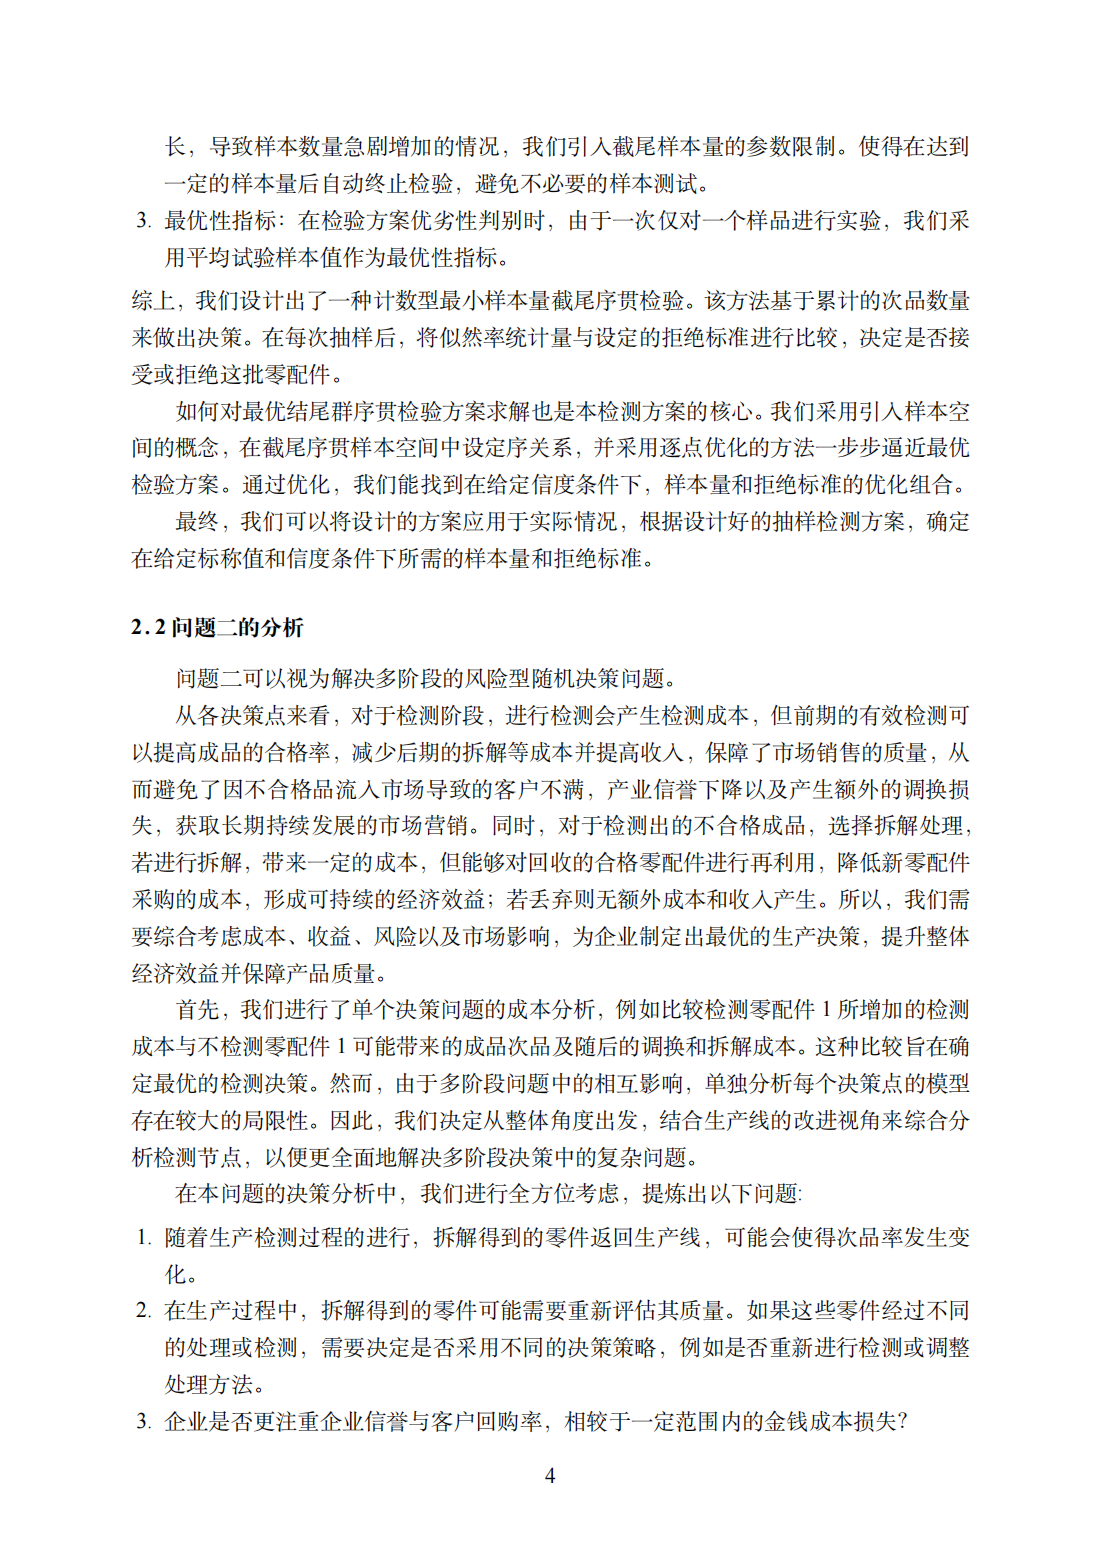 长，导致样本数量急剧增加的情况，我们引入截尾样本量的参数限制。使得在达到
一定的样本量后自动终止检验，避免不必要的样本测试。
3. 最优性指标：在检验方案优劣性判别时，由于一次仅对一个样品进行实验，我们采
用平均试验样本值作为最优性指标。
综上，我们设计出了一种计数型最小样本量截尾序贯检验。该方法基于累计的次品数量
来做出决策。在每次抽样后，将似然率统计量与设定的拒绝标准进行比较，决定是否接
受或拒绝这批零配件。
如何对最优结尾群序贯检验方案求解也是本检测方案的核心。我们采用引入样本空
间的概念，在截尾序贯样本空间中设定序关系，并采用逐点优化的方法一步步逼近最优
检验方案。通过优化，我们能找到在给定信度条件下，样本量和拒绝标准的优化组合。
最终，我们可以将设计的方案应用于实际情况，根据设计好的抽样检测方案，确定
在给定标称值和信度条件下所需的样本量和拒绝标准。
2.2 问题二的分析
问题二可以视为解决多阶段的风险型随机决策问题。
从各决策点来看，对于检测阶段，进行检测会产生检测成本，但前期的有效检测可
以提高成品的合格率，减少后期的拆解等成本并提高收入，保障了市场销售的质量，从
而避免了因不合格品流入市场导致的客户不满，产业信誉下降以及产生额外的调换损
失，获取长期持续发展的市场营销。同时，对于检测出的不合格成品，选择拆解处理，
若进行拆解，带来一定的成本，但能够对回收的合格零配件进行再利用，降低新零配件
采购的成本，形成可持续的经济效益；若丢弃则无额外成本和收入产生。所以，我们需
要综合考虑成本、收益、风险以及市场影响，为企业制定出最优的生产决策，提升整体
经济效益并保障产品质量。
首先，我们进行了单个决策问题的成本分析，例如比较检测零配件 1 所增加的检测
成本与不检测零配件 1 可能带来的成品次品及随后的调换和拆解成本。这种比较旨在确
定最优的检测决策。然而，由于多阶段问题中的相互影响，单独分析每个决策点的模型
存在较大的局限性。因此，我们决定从整体角度出发，结合生产线的改进视角来综合分
析检测节点，以便更全面地解决多阶段决策中的复杂问题。
在本问题的决策分析中，我们进行全方位考虑，提炼出以下问题:
1. 随着生产检测过程的进行，拆解得到的零件返回生产线，可能会使得次品率发生变
化。
2. 在生产过程中，拆解得到的零件可能需要重新评估其质量。如果这些零件经过不同
的处理或检测，需要决定是否采用不同的决策策略，例如是否重新进行检测或调整
处理方法。
3. 企业是否更注重企业信誉与客户回购率，相较于一定范围内的金钱成本损失？
4